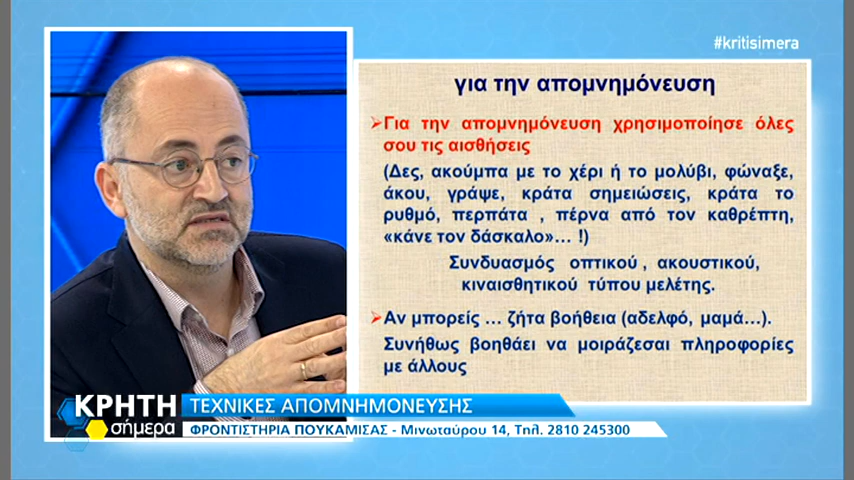 #kritisimera
για την απομνημόνευση
➢Για την απομνημόνευση χρησιμοποίησε όλες
σου τις αισθήσεις
(Δες, ακούμπα με το χέρι ή το μολύβι, φώναξε,
άκου, γράψε, κράτα σημειώσεις, κράτα το
ρυθμό, περπάτα , πέρνα από τον καθρέπτη,
«κάνε τον δάσκαλο»… !)
Συνδυασμός οπτικού , ακουστικού,
κιναισθητικού τύπου μελέτης.
➢Αν μπορείς … ζήτα βοήθεια (αδελφό, μαμά…).
Συνήθως βοηθάει να μοιράζεσαι πληροφορίες
με άλλους
ΚΡΗΤΗ
σήμερα
ΤΕΧΝΙΚΕΣ ΑΠΟΜΝΗΜΟΝΕΥΣΗΣ
ΦΡΟΝΤΙΣΤΗΡΙΑ ΠΟΥΚΑΜΙΣΑΣ - Μινωταύρου 14, Τηλ. 2810 245300